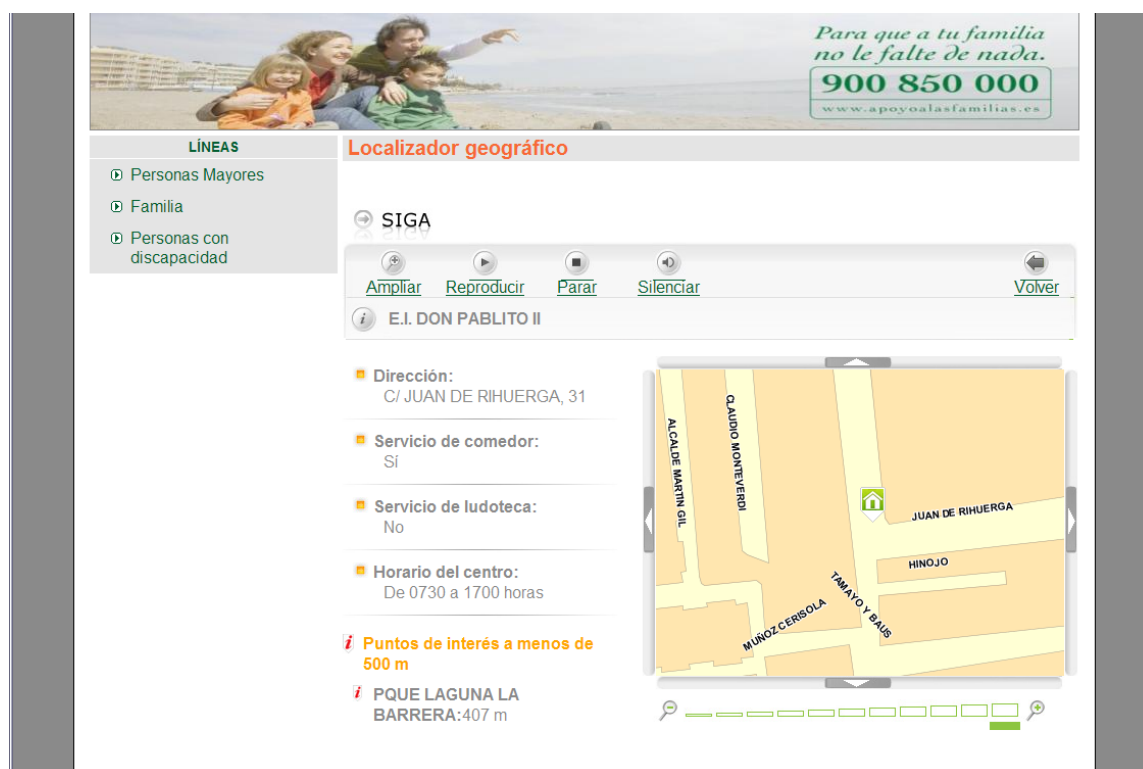 Para que a tu familia
no le falte de nada.
900 850 000
www.apoyoalasfamilias.es
LÍNEAS
Personas Mayores
Familia
Personas con
discapacidad
Localizador geográfico
SIGA
Ampliar Reproducir Parar Silenciar Volver
E.I. DON PABLITO II
Dirección:
C/ JUAN DE RIHUERGA, 31
Servicio de comedor:
Sí
Servicio de ludoteca:
No
Horario del centro:
De 0730 a 1700 horas
Puntos de interés a menos de
500 m
PQUE LAGUNA LA
BARRERA:407 m
ALCALDE MARTIN GIL
CLAUDIO MONTEVERDI
JUAN DE RIHUERGA
HINOJO
TAMAYO Y BAUS
MUÑOZ CERISOLA